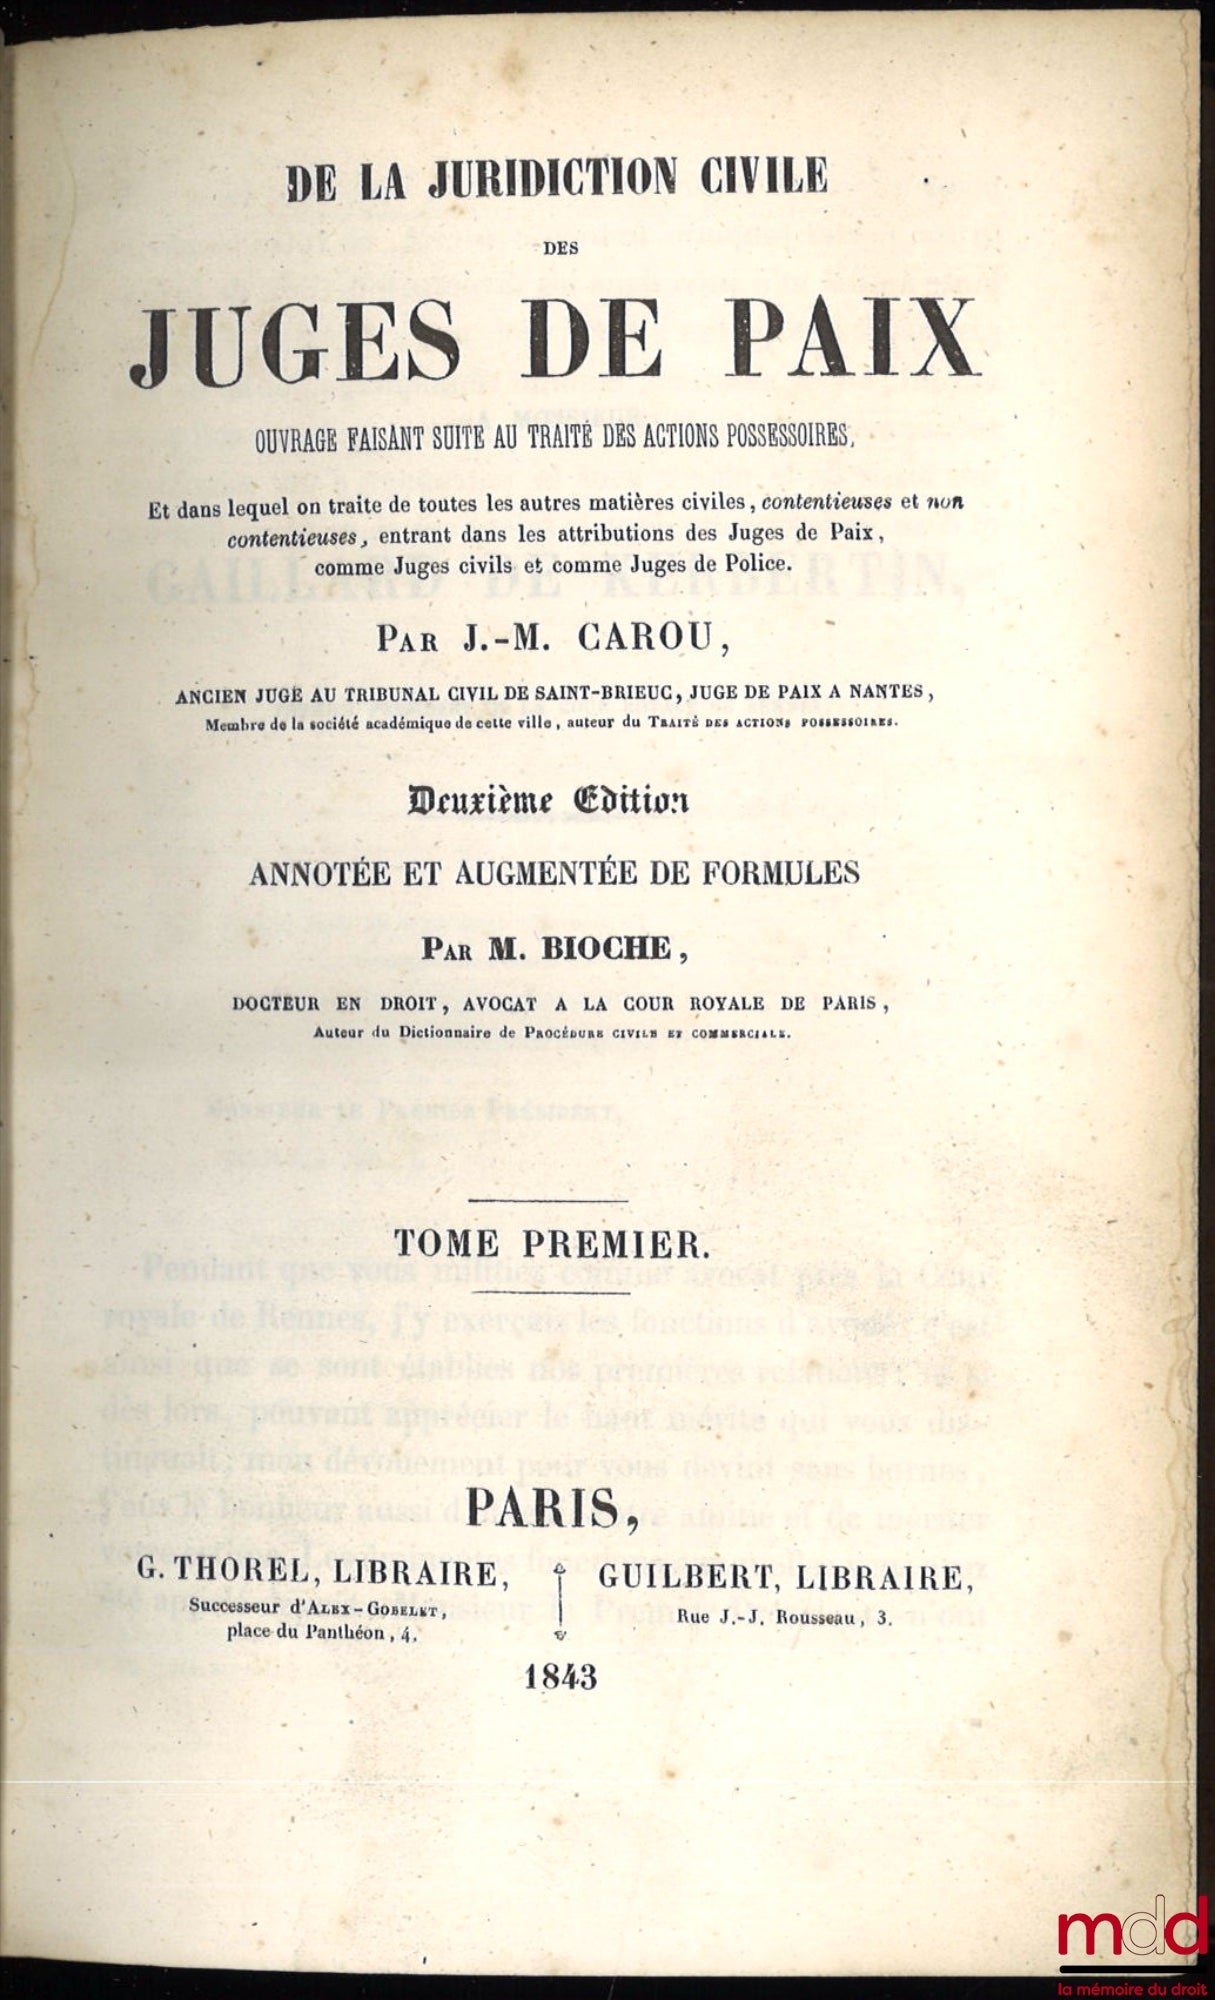 DE LA JURIDICTION CIVILE
DES
JUGES DE PAIX
OUVRAGE FAISANT SUITE AU TRAITÉ DES ACTIONS POSSESSOIRES,
Et dans lequel on traite de toutes les autres matières civiles, contentieuses et non
contentieuses, entrant dans les attributions des Juges de Paix,
comme Juges civils et comme Juges de Police.
PAR J.-M. CAROU,
ANCIEN JUGE AU TRIBUNAL CIVIL DE SAINT-BRIEUC, JUGE DE PAIX A NANTES,
Membre de la société académique de cette ville, auteur du TRAITÉ DES ACTIONS POSSESSOIRES.
Deuxième Edition
ANNOTÉE ET AUGMENTÉE DE FORMULES
PAR M. BIOCHE,
DOCTEUR EN DROIT, AVOCAT A LA COUR ROYALE DE PARIS,
Auteur du Dictionnaire de PROCÉDURE CIVILE ET COMMERCIALE.
TOME PREMIER.
PARIS,
G. THOREL, LIBRAIRE,
Successeur d'ALEX-GOBELET,
place du Panthéon, 4.
GUILBERT, LIBRAIRE,
Rue J.-J. Rousseau, 3.
1843
mdd
la mémoire du droit